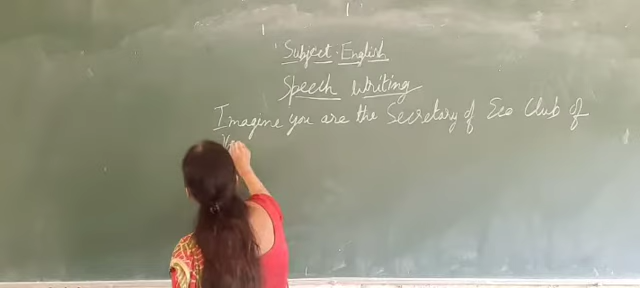 Subject - English
Speech Writing
Imagine you are the Secretary of Eco Club of